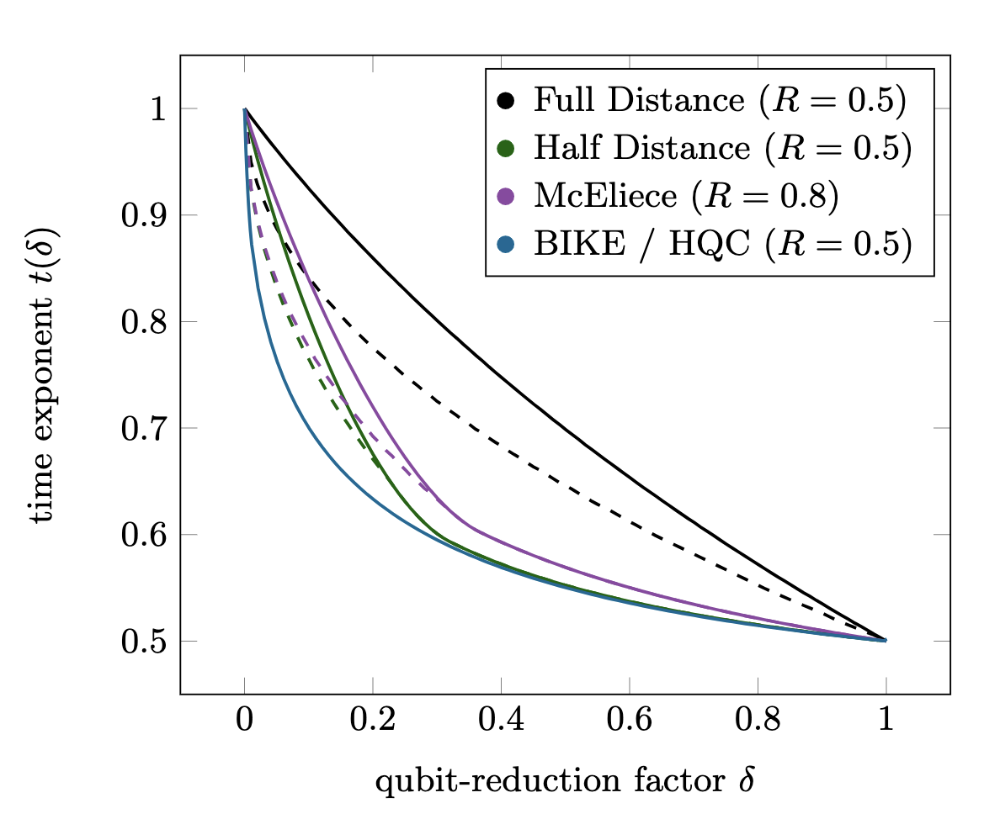 Full Distance (R = 0.5)
Half Distance (R = 0.5)
McEliece (R = 0.8)
BIKE / HQC (R = 0.5)
time exponent t(δ)
1
0.9
0.8
0.7
0.6
0.5
0
0.2
0.4
0.6
0.8
1
qubit-reduction factor δ